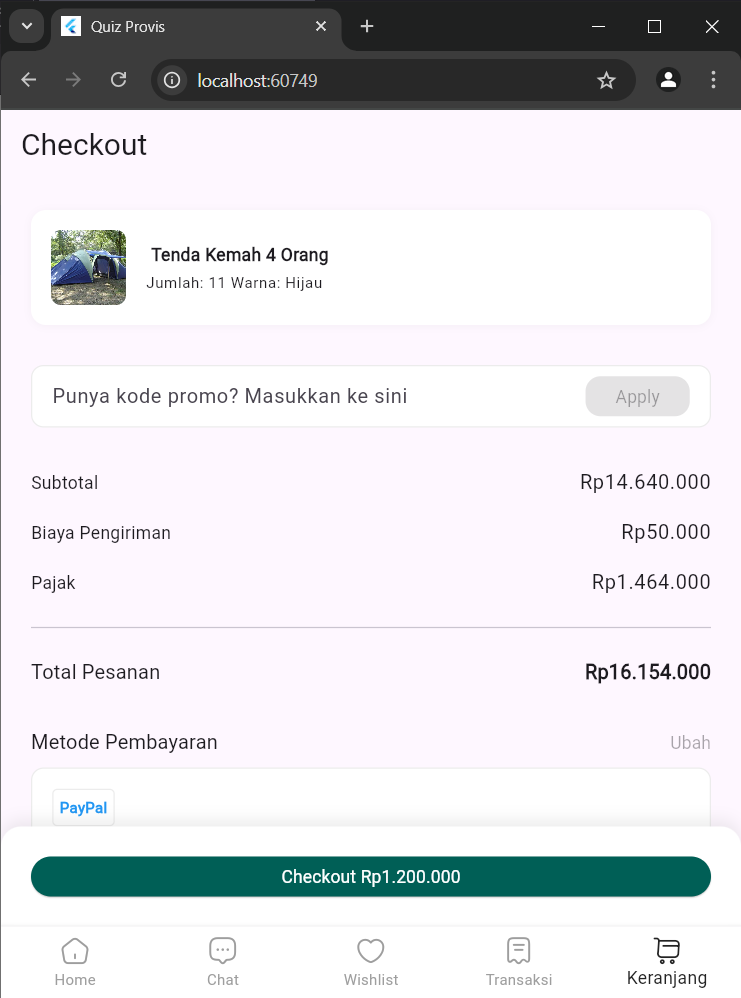 Quiz Provis
localhost:60749
Checkout
Tenda Kemah 4 Orang
Jumlah: 11 Warna: Hijau
Punya kode promo? Masukkan ke sini
Apply
Subtotal Rp14.640.000
Biaya Pengiriman Rp50.000
Pajak Rp1.464.000
Total Pesanan Rp16.154.000
Metode Pembayaran Ubah
PayPal
Checkout Rp1.200.000
Home Chat Wishlist Transaksi Keranjang